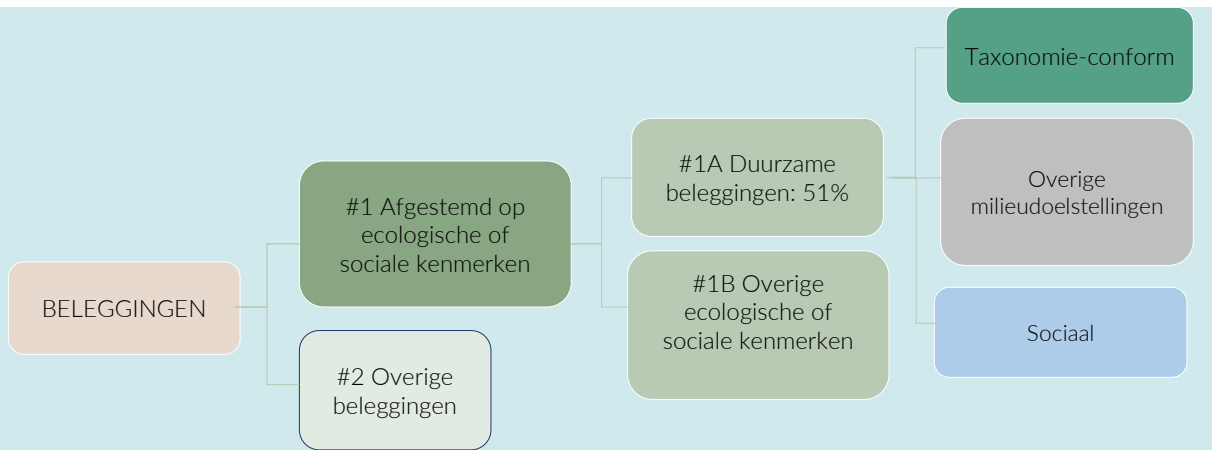 BELEGGINGEN
#1 Afgestemd op
ecologische of
sociale kenmerken
#2 Overige
beleggingen
#1A Duurzame
beleggingen: 51%
#1B Overige
ecologische of
sociale kenmerken
Taxonomie-conform
Overige
milieudoelstellingen
Sociaal